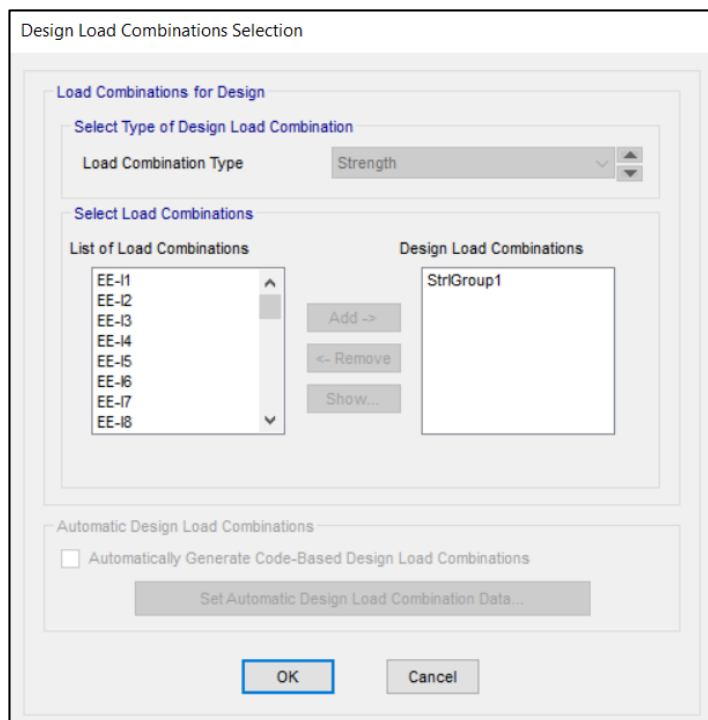 Design Load Combinations Selection
Load Combinations for Design
Select Type of Design Load Combination
Load Combination Type
Strength
Select Load Combinations
List of Load Combinations
Design Load Combinations
EE-I1
EE-I2
EE-I3
EE-I4
EE-I5
EE-I6
EE-I7
EE-I8
Add ->
<- Remove
Show...
StrIGroup1
Automatic Design Load Combinations
Automatically Generate Code-Based Design Load Combinations
Set Automatic Design Load Combination Data...
OK
Cancel